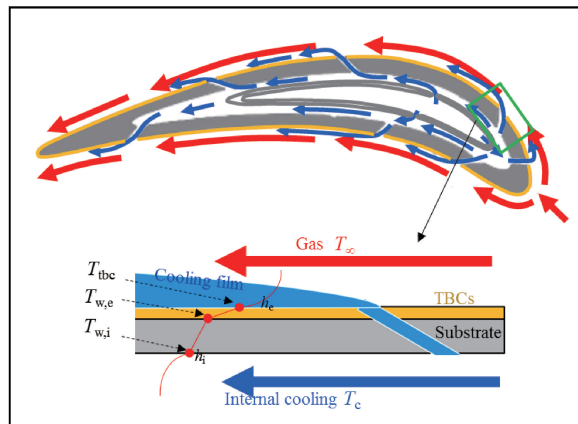 Gas T∞
Cooling film
Ttbc
he
TBCs
Tw,e
Substrate
Tw,i
hi
Internal cooling Tc